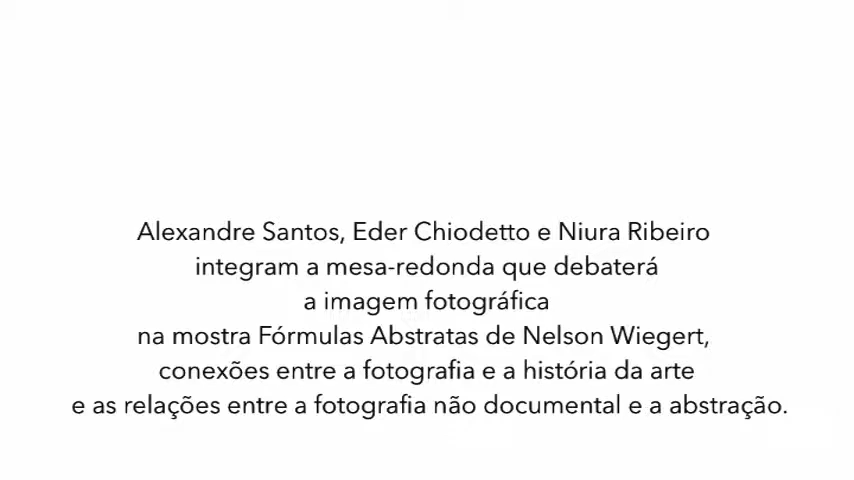 Alexandre Santos, Eder Chiodetto e Niura Ribeiro
integram a mesa-redonda que debaterá
a imagem fotográfica
na mostra Fórmulas Abstratas de Nelson Wiegert,
conexões entre a fotografia e a história da arte
e as relações entre a fotografia não documental e a abstração.